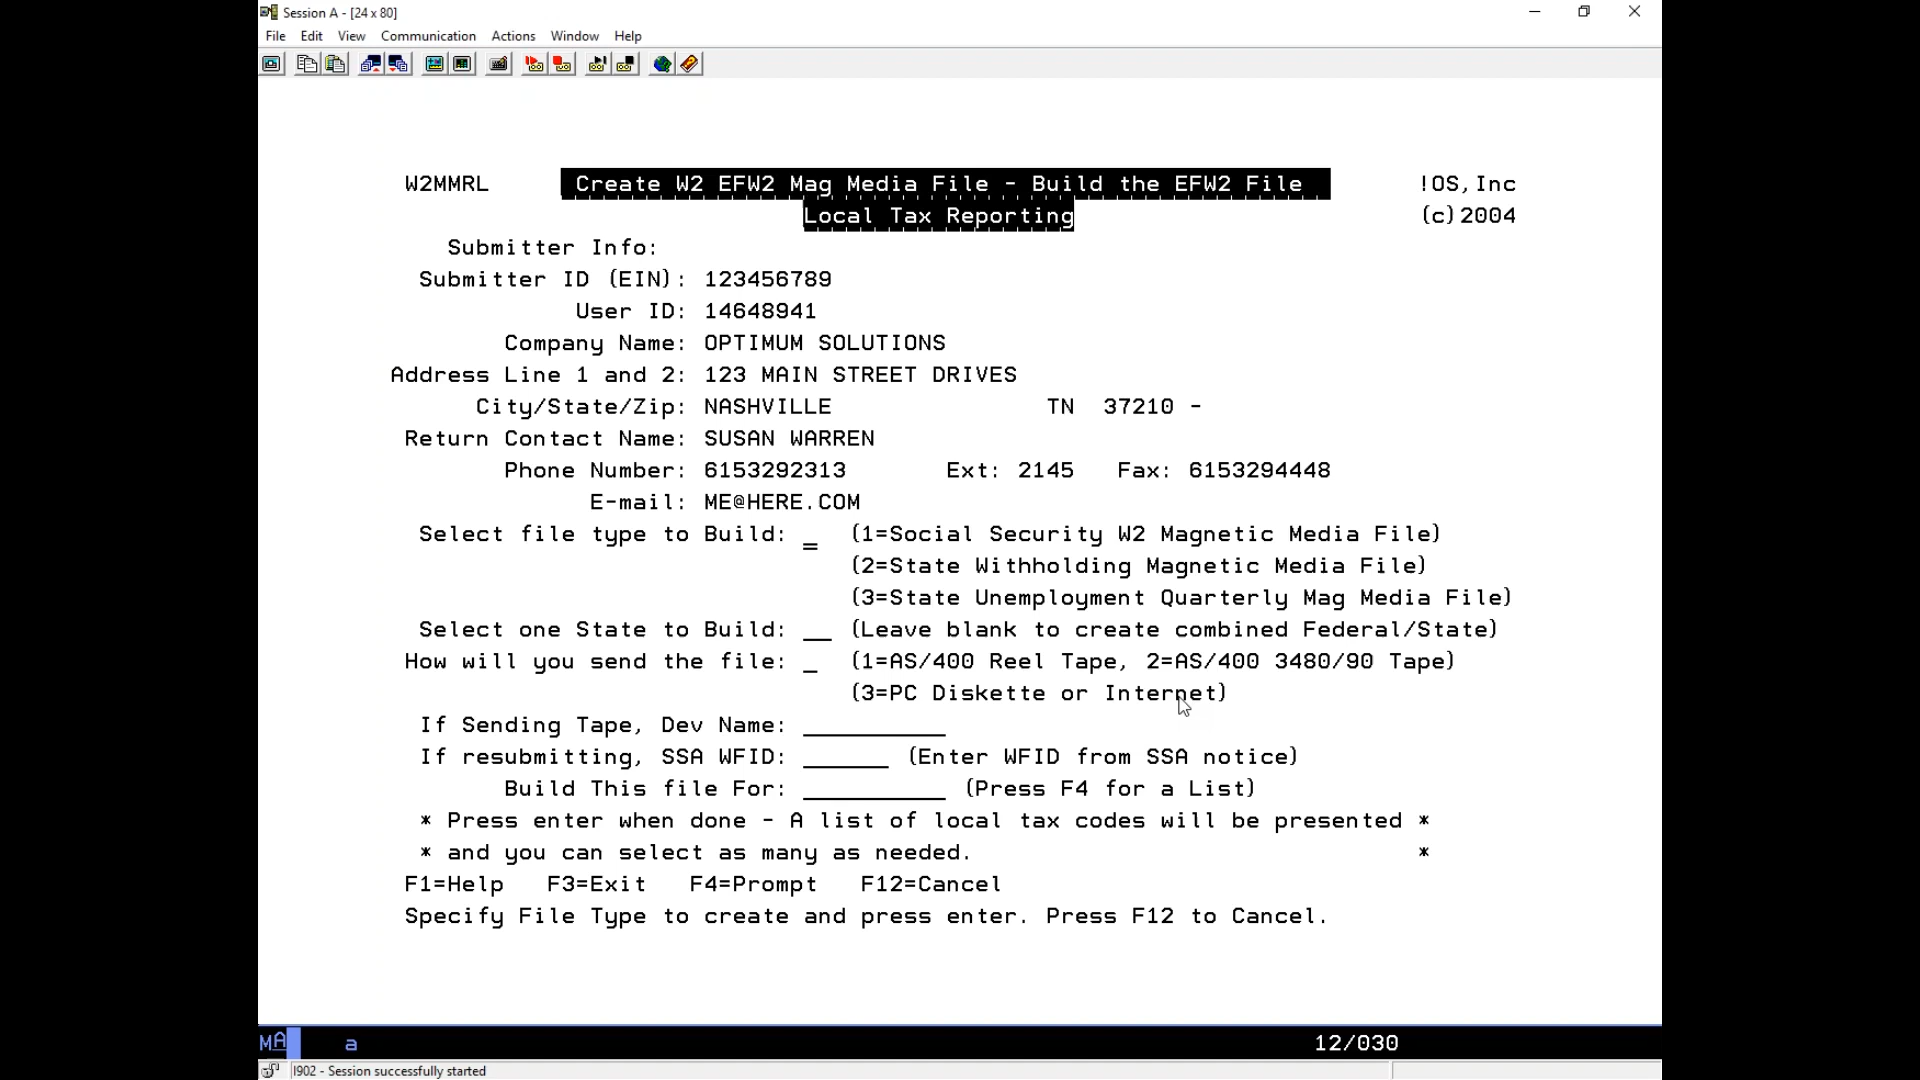 Session A - [24 x 80]
File Edit View Communication Actions Window Help
W2MMRL Create W2 EFW2 Mag Media File - Build the EFW2 File !OS,Inc
Local Tax Reporting (c)2004
Submitter Info:
Submitter ID (EIN): 123456789
User ID: 14648941
Company Name: OPTIMUM SOLUTIONS
Address Line 1 and 2: 123 MAIN STREET DRIVES
City/State/Zip: NASHVILLE TN 37210 -
Return Contact Name: SUSAN WARREN
Phone Number: 6153292313 Ext: 2145 Fax: 6153294448
E-mail: ME@HERE.COM
Select file type to Build: _ (1=Social Security W2 Magnetic Media File)
(2=State Withholding Magnetic Media File)
(3=State Unemployment Quarterly Mag Media File)
Select one State to Build: __ (Leave blank to create combined Federal/State)
How will you send the file: _ (1=AS/400 Reel Tape, 2=AS/400 3480/90 Tape)
(3=PC Diskette or Internet)
If Sending Tape, Dev Name: __________
If resubmitting, SSA WFID: ______ (Enter WFID from SSA notice)
Build This file For: __________ (Press F4 for a List)
* Press enter when done - A list of local tax codes will be presented *
* and you can select as many as needed. *
F1=Help F3=Exit F4=Prompt F12=Cancel
Specify File Type to create and press enter. Press F12 to Cancel.
MA a 12/030
I902 - Session successfully started